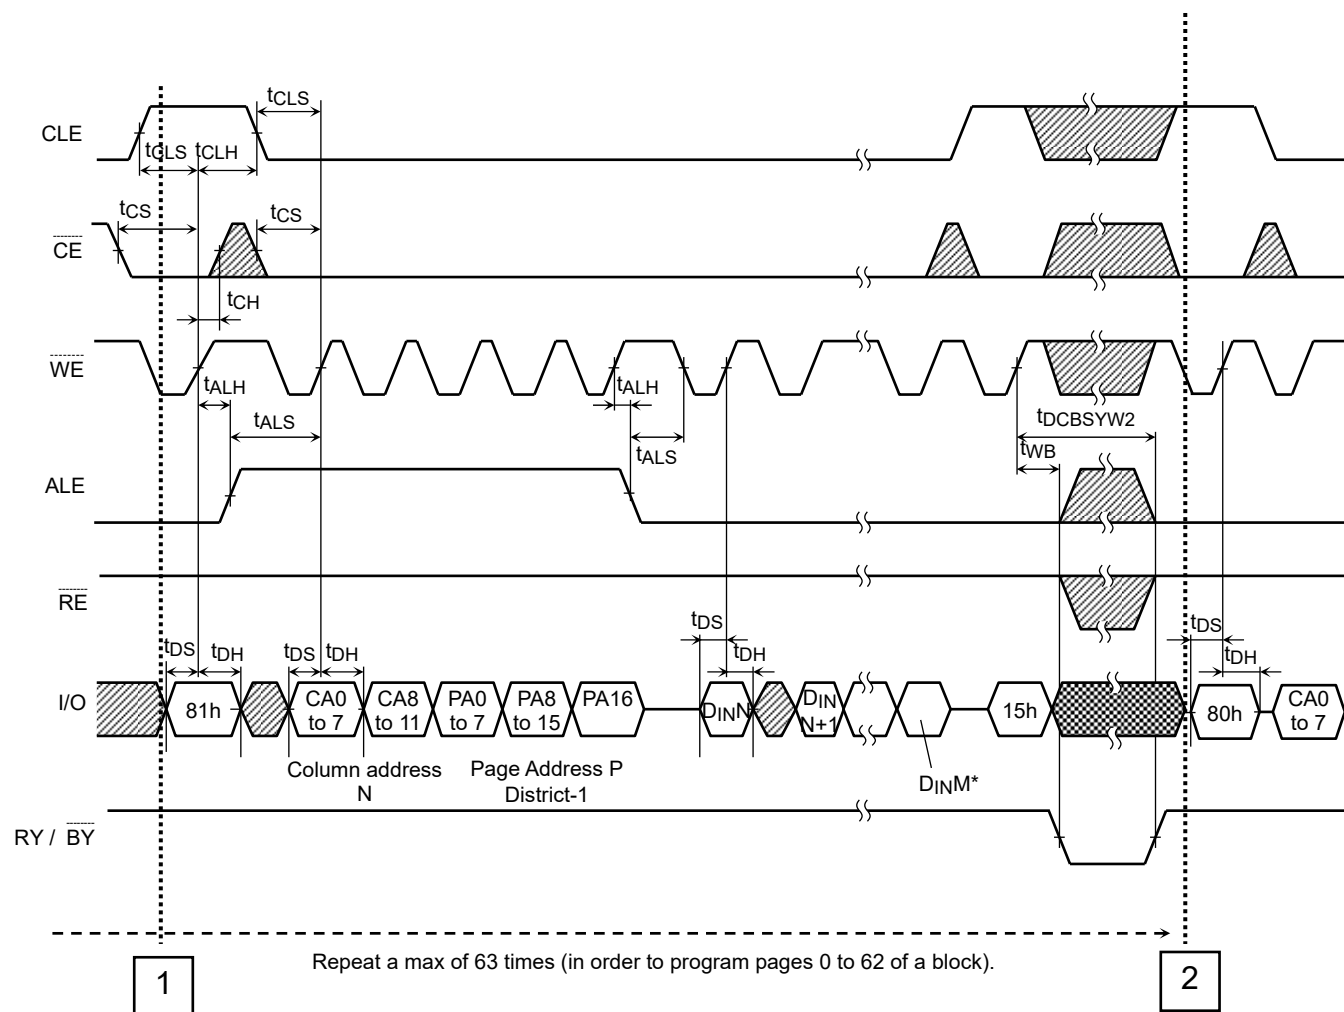 tCLS
CLE
tCLS tCLH
tCS tCS
CE
tCH
WE
tALH tALH
tDCBSYW2
tALS tALS tWB
ALE
RE
tDS tDH tDS tDH tDS tDH tDS tDH
I/O 81h CA0 to 7 CA8 to 11 PA0 to 7 PA8 to 15 PA16 DINN DIN N+1 15h 80h CA0 to 7
Column address N
Page Address P
District-1
DINM*
RY / BY
Repeat a max of 63 times (in order to program pages 0 to 62 of a block).
1 2